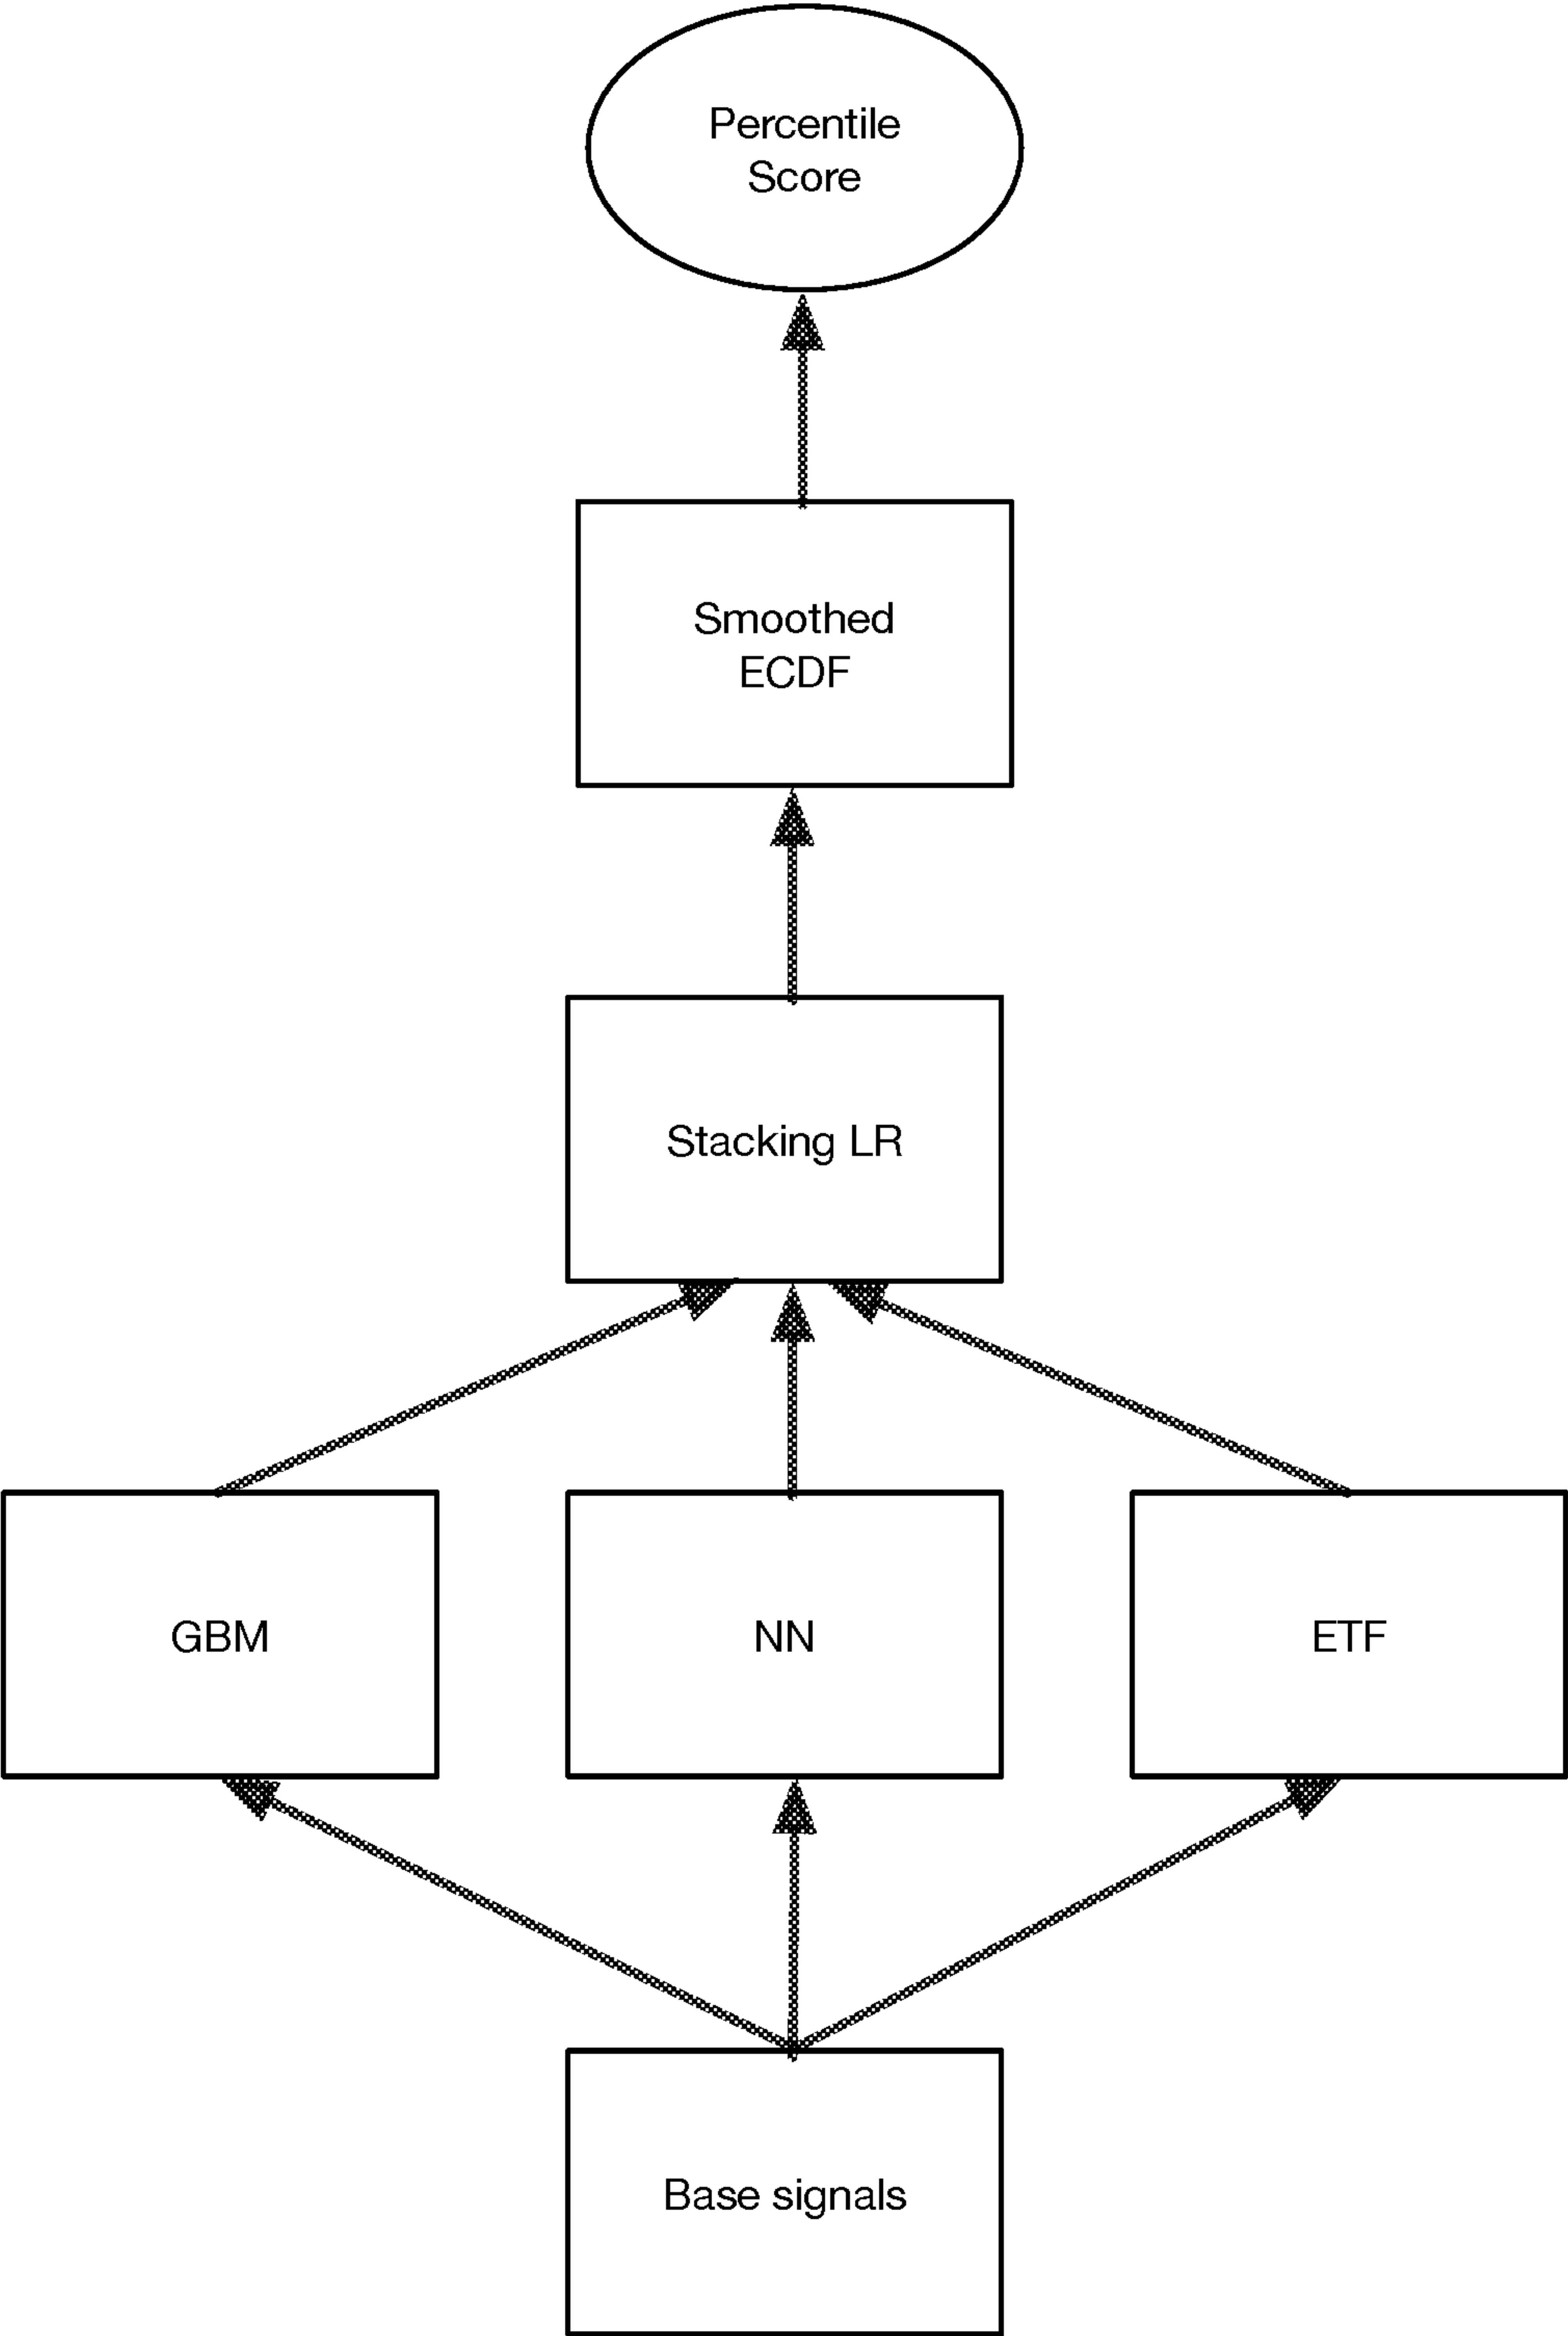 Percentile
Score
Smoothed
ECDF
Stacking LR
GBM
NN
ETF
Base signals